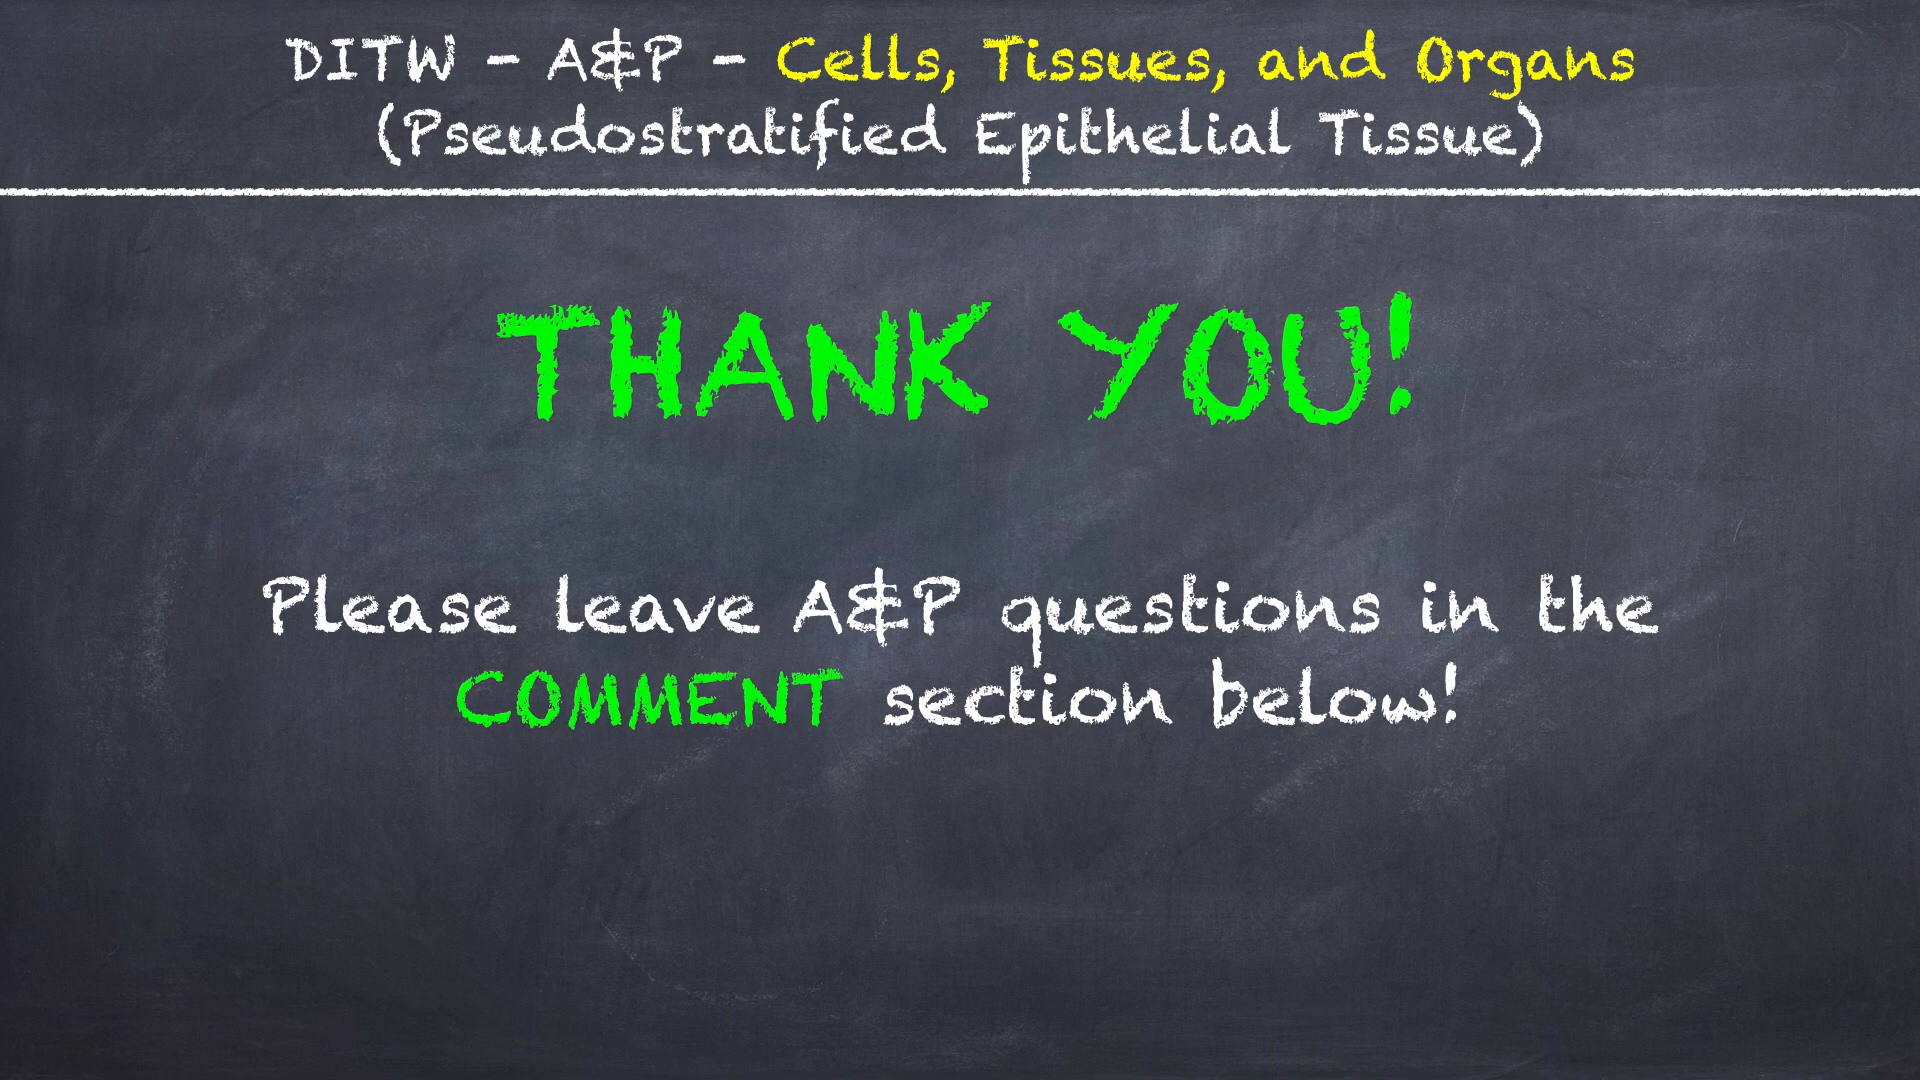 DITW - A&P - Cells, Tissues, and Organs
(Pseudostratified Epithelial Tissue)
THANK YOU!
Please leave A&P questions in the
COMMENT section below!